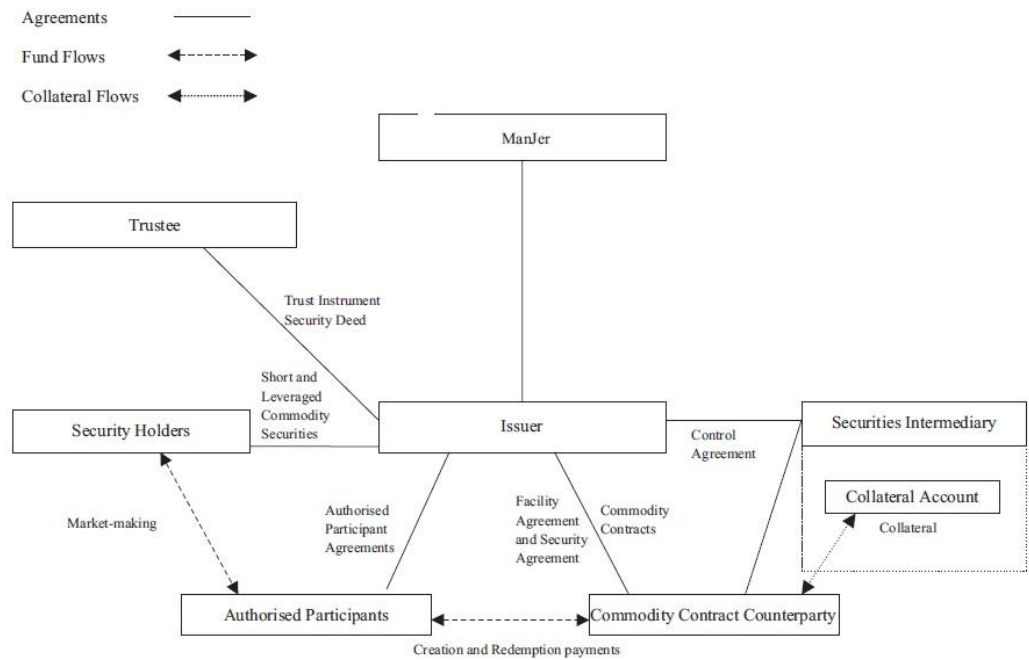 Agreements
Fund Flows
Collateral Flows
ManJer
Trustee
Trust Instrument
Security Deed
Short and
Leveraged
Commodity
Securities
Security Holders
Issuer
Securities Intermediary
Control
Agreement
Collateral Account
Collateral
Market-making
Authorised
Participant
Agreements
Facility
Agreement
and Security
Agreement
Commodity
Contracts
Authorised Participants
Commodity Contract Counterparty
Creation and Redemption payments